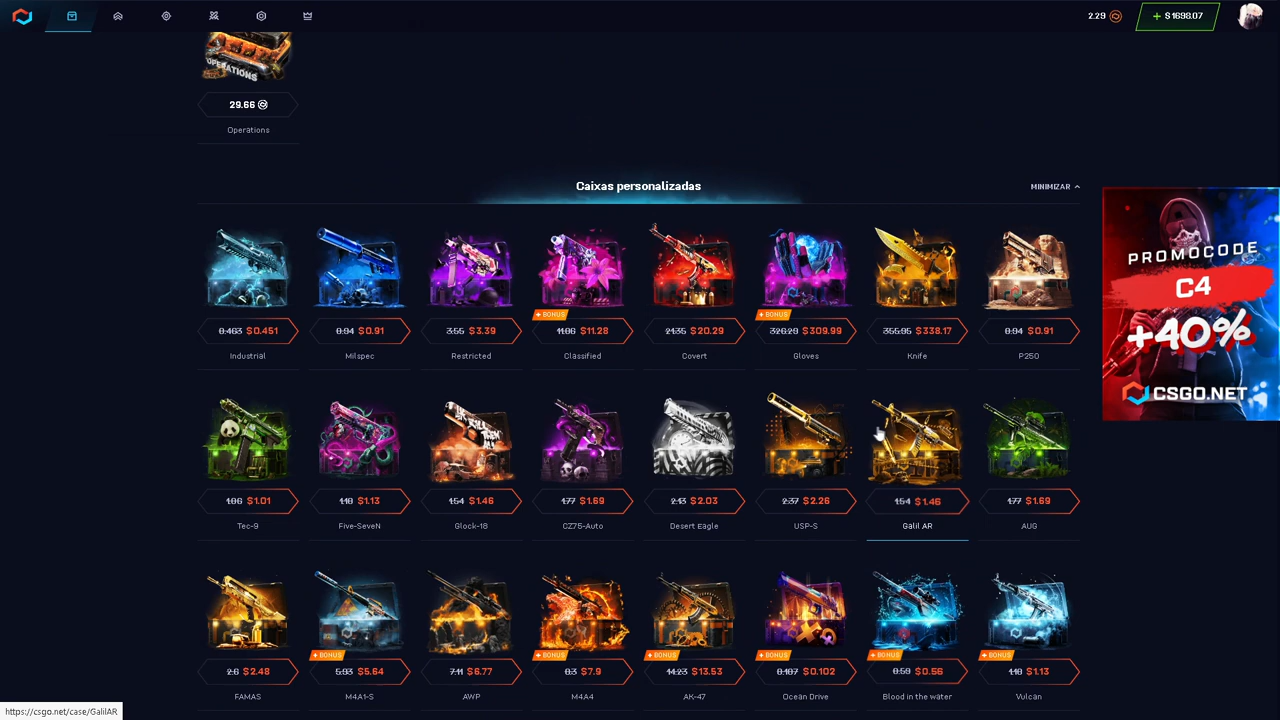 2.29
+ $ 1698.07
OPERATIONS
29.66
Operations
Caixas personalizadas
MINIMIZAR
PROMOCODE
C4
+40%
CSGO.NET
0.463 $0.451
0.94 $0.91
3.55 $3.39
+ BONUS
11.86 $11.28
21.35 $20.29
+ BONUS
326.29 $309.99
355.95 $338.17
0.94 $0.91
Industrial
Milspec
Restricted
Classified
Covert
Gloves
Knife
P250
1.06 $1.01
1.18 $1.13
1.54 $1.46
1.77 $1.69
2.13 $2.03
2.37 $2.26
1.54 $1.46
1.77 $1.69
Tec-9
Five-SeveN
Glock-18
CZ75-Auto
Desert Eagle
USP-S
Galil AR
AUG
2.6 $2.48
+ BONUS
5.93 $5.64
7.11 $6.77
8.3 $7.9
+ BONUS
14.23 $13.53
+ BONUS
0.107 $0.102
+ BONUS
0.59 $0.56
+ BONUS
1.18 $1.13
FAMAS
M4A1-S
AWP
M4A4
AK-47
Ocean Drive
Blood in the water
Vulcan
https://csgo.net/case/GalilAR